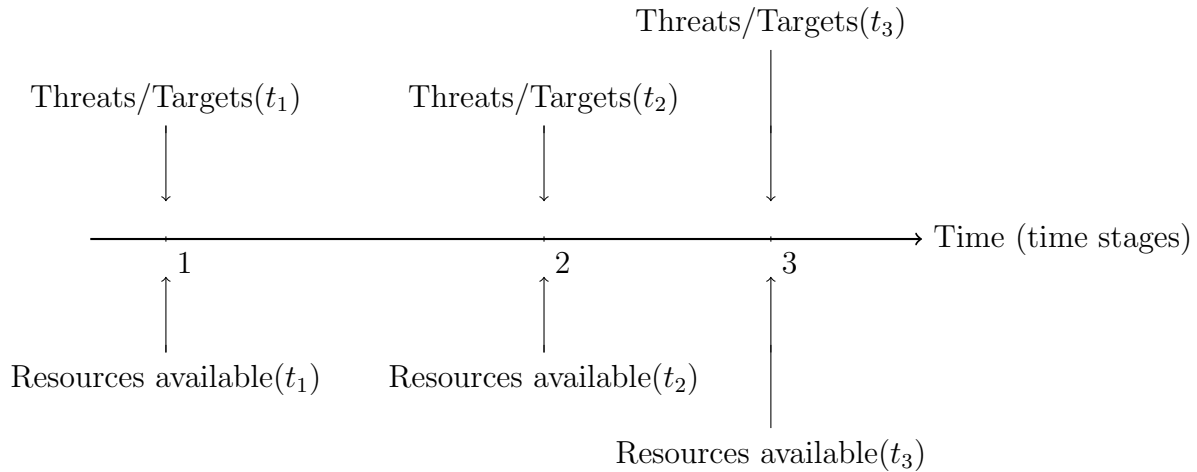 Threats/Targets(t₃)
Threats/Targets(t₁)
Threats/Targets(t₂)
Time (time stages)
1
2
3
Resources available(t₁)
Resources available(t₂)
Resources available(t₃)